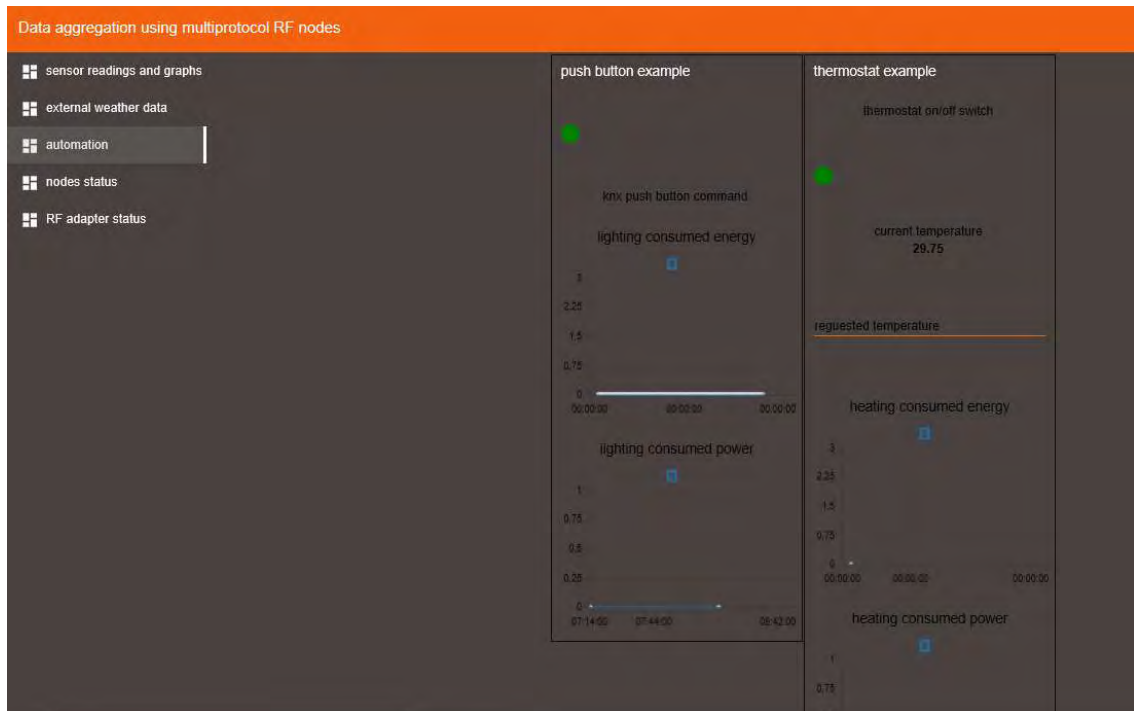 Data aggregation using multiprotocol RF nodes
sensor readings and graphs
external weather data
automation
nodes status
RF adapter status
push button example
knx push button command
lighting consumed energy
3
2,25
1,5
0,75
0
00:00:00 00:00:00 00:00:00
lighting consumed power
1
0,75
0,5
0,25
0
07:14:00 07:44:00 08:42:00
thermostat example
thermostat on/off switch
current temperature
29.75
reguested temperature
heating consumed energy
3
2,25
1,5
0,75
0
00:00:00 00:00:00 00:00:00
heating consumed power
1
0,75